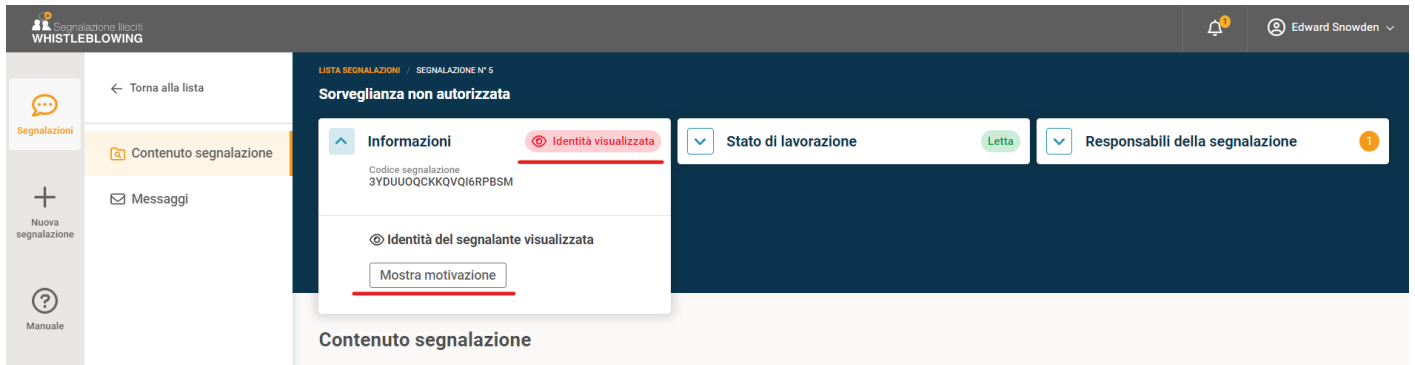 Segnalazione Illeciti
WHISTLEBLOWING
1
Edward Snowden
Segnalazioni
Nuova
segnalazione
Manuale
Torna alla lista
Contenuto segnalazione
Messaggi
LISTA SEGNALAZIONI / SEGNALAZIONE N° 5
Sorveglianza non autorizzata
Informazioni
Identità visualizzata
Codice segnalazione
3YDUUOQCKKQVQI6RPBSM
Identità del segnalante visualizzata
Mostra motivazione
Stato di lavorazione
Letta
Responsabili della segnalazione
1
Contenuto segnalazione